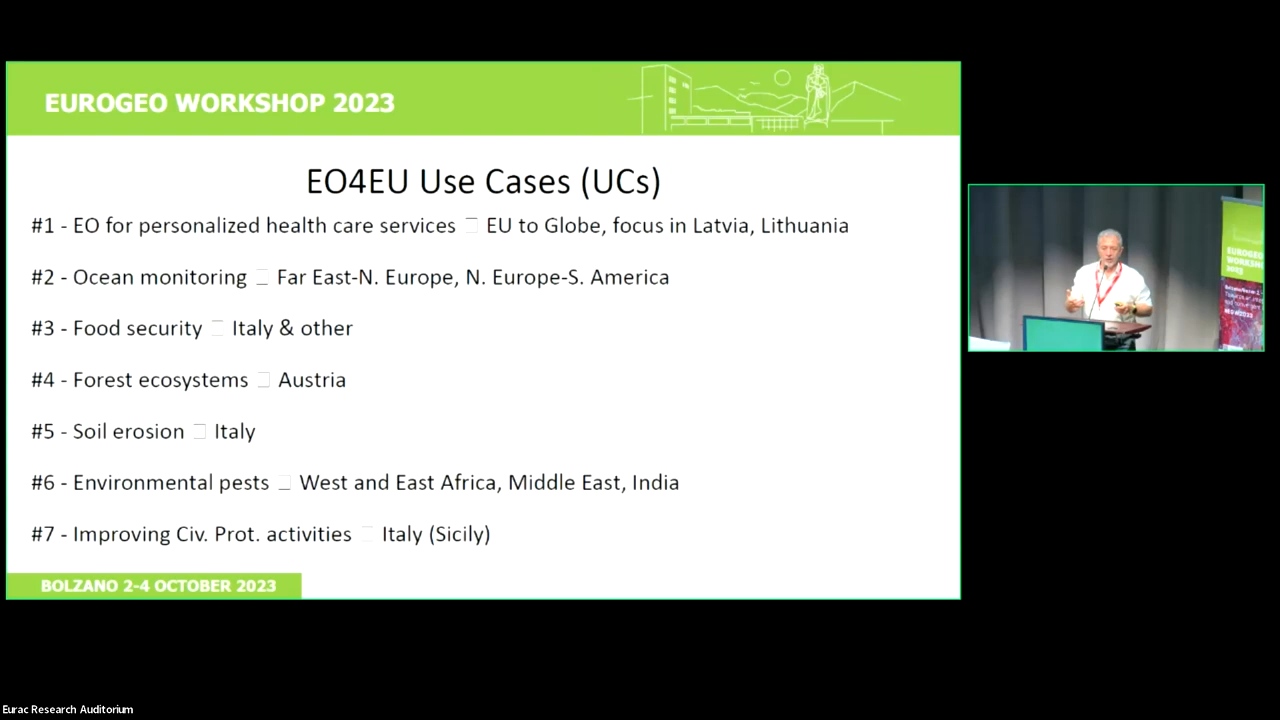 EUROGEO WORKSHOP 2023
EO4EU Use Cases (UCs)
#1 - EO for personalized health care services □ EU to Globe, focus in Latvia, Lithuania
#2 - Ocean monitoring □ Far East-N. Europe, N. Europe-S. America
#3 - Food security □ Italy & other
#4 - Forest ecosystems □ Austria
#5 - Soil erosion □ Italy
#6 - Environmental pests □ West and East Africa, Middle East, India
#7 - Improving Civ. Prot. activities □ Italy (Sicily)
BOLZANO 2-4 OCTOBER 2023
EUROGEO
WORKSHO
2023
Eurac Research Auditorium